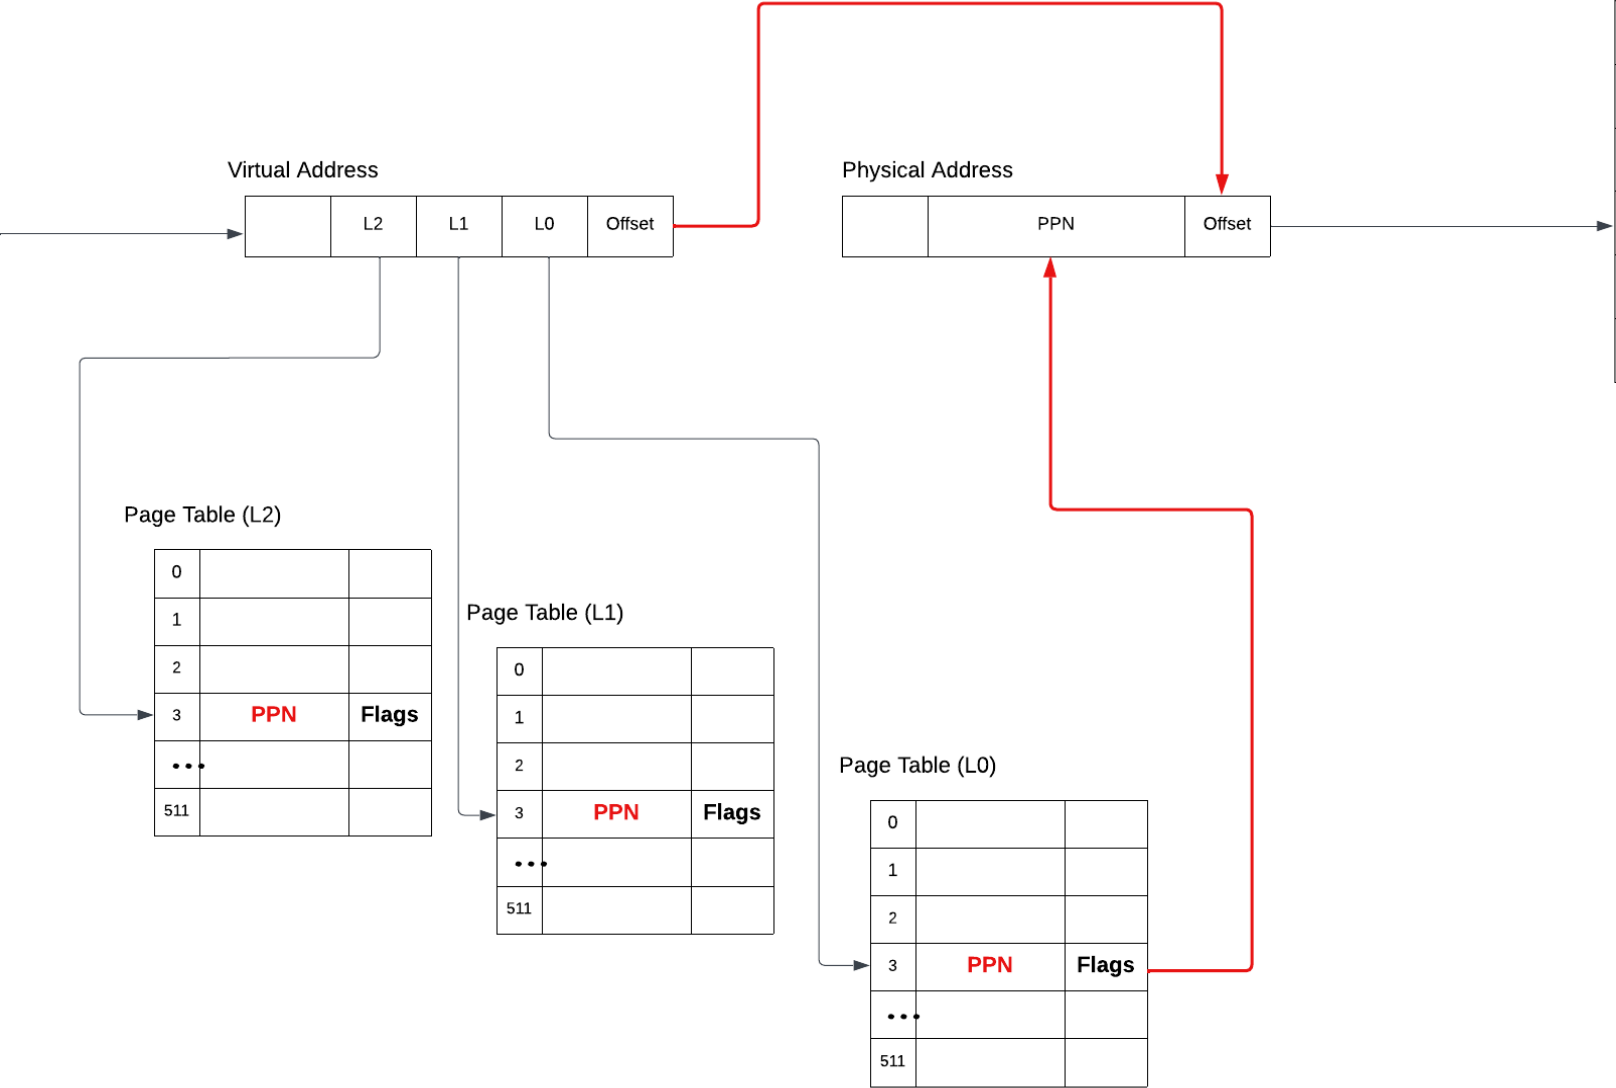 Virtual Address
Physical Address
L2 L1 L0 Offset
PPN Offset
Page Table (L2)
0
1
2
3 PPN Flags
...
511
Page Table (L1)
0
1
2
3 PPN Flags
...
511
Page Table (L0)
0
1
2
3 PPN Flags
...
511